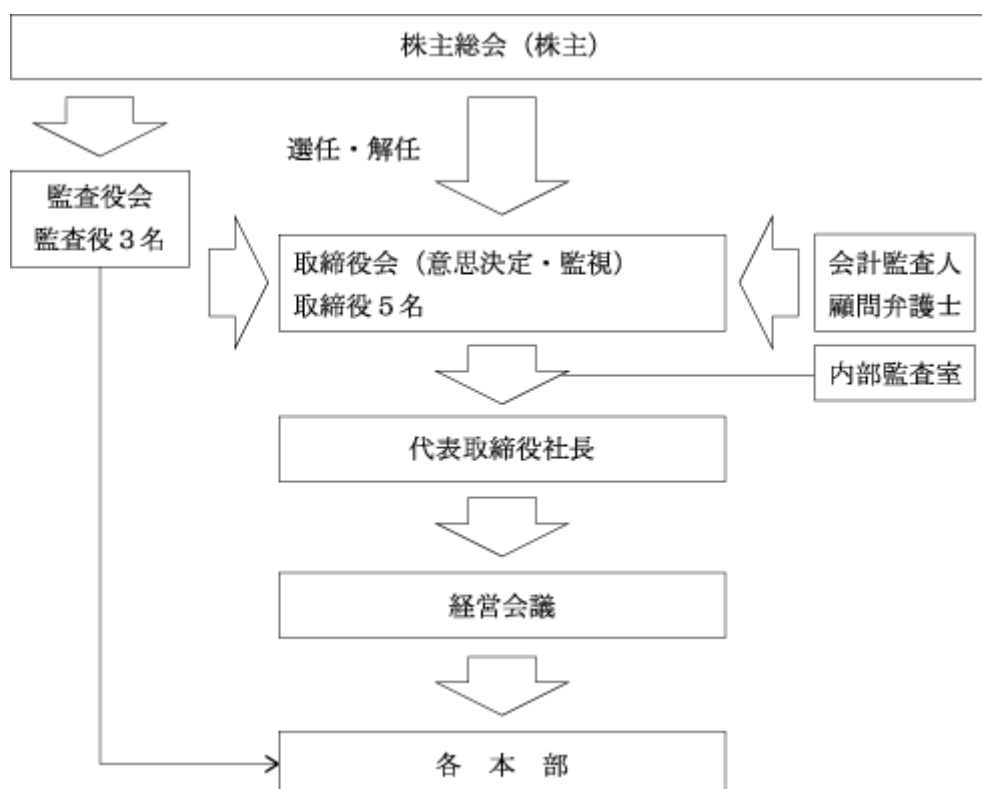 株主総会（株主）
選任・解任
監査役会
監査役３名
取締役会（意思決定・監視）
取締役５名
会計監査人
顧問弁護士
内部監査室
代表取締役社長
経営会議
各　本　部